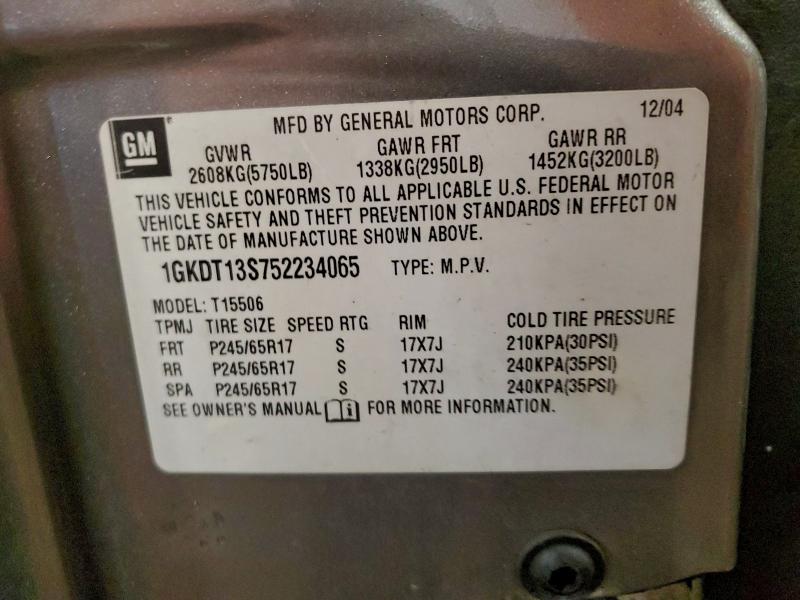 GM
MFD BY GENERAL MOTORS CORP. 12/04
GVWR GAWR FRT GAWR RR
2608KG(5750LB) 1338KG(2950LB) 1452KG(3200LB)
THIS VEHICLE CONFORMS TO ALL APPLICABLE U.S. FEDERAL MOTOR
VEHICLE SAFETY AND THEFT PREVENTION STANDARDS IN EFFECT ON
THE DATE OF MANUFACTURE SHOWN ABOVE.
1GKDT13S752234065 TYPE: M.P.V.
MODEL: T15506
TPMJ TIRE SIZE SPEED RTG RIM COLD TIRE PRESSURE
FRT P245/65R17 S 17X7J 210KPA(30PSI)
RR P245/65R17 S 17X7J 240KPA(35PSI)
SPA P245/65R17 S 17X7J 240KPA(35PSI)
SEE OWNER'S MANUAL i FOR MORE INFORMATION.